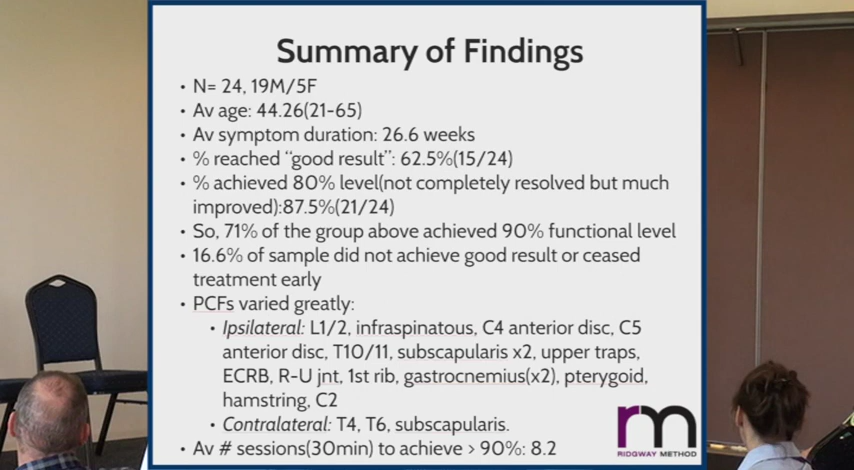 Summary of Findings
• N= 24, 19M/5F
• Av age: 44.26(21-65)
• Av symptom duration: 26.6 weeks
• % reached “good result”: 62.5%(15/24)
• % achieved 80% level(not completely resolved but much
improved):87.5%(21/24)
• So, 71% of the group above achieved 90% functional level
• 16.6% of sample did not achieve good result or ceased
treatment early
• PCFs varied greatly:
• Ipsilateral: L1/2, infraspinatous, C4 anterior disc, C5
anterior disc, T10/11, subscapularis x2, upper traps,
ECRB, R-U jnt, 1st rib, gastrocnemius(x2), pterygoid,
hamstring, C2
• Contralateral: T4, T6, subscapularis.
• Av # sessions(30min) to achieve > 90%: 8.2
rm
RIDGWAY METHOD